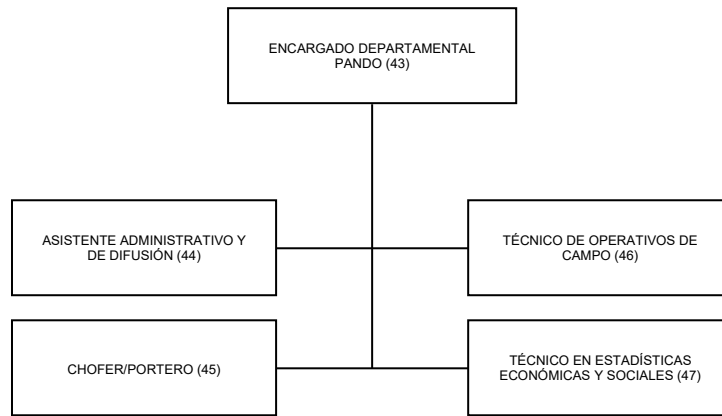 ENCARGADO DEPARTAMENTAL
PANDO (43)
ASISTENTE ADMINISTRATIVO Y
DE DIFUSIÓN (44)
TÉCNICO DE OPERATIVOS DE
CAMPO (46)
CHOFER/PORTERO (45)
TÉCNICO EN ESTADÍSTICAS
ECONÓMICAS Y SOCIALES (47)